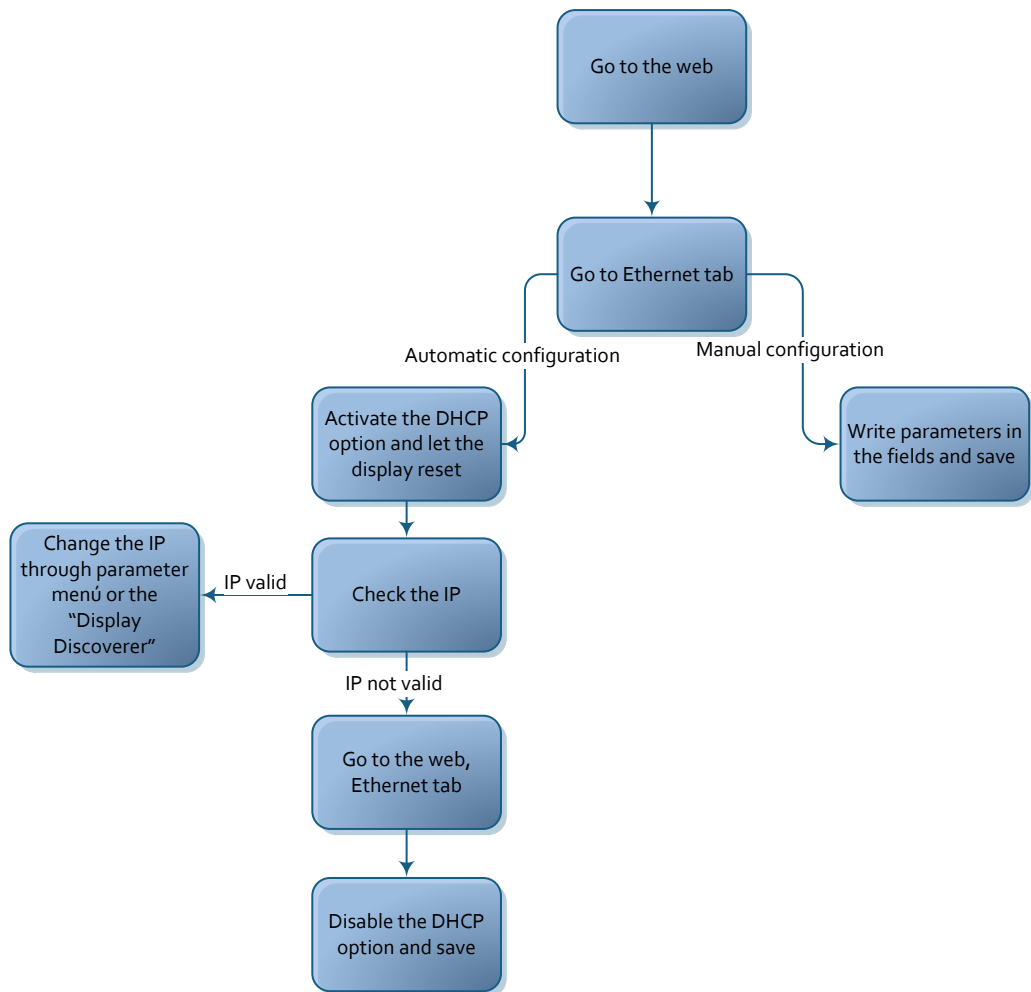 Go to the web
Go to Ethernet tab
Automatic configuration
Manual configuration
Activate the DHCP
option and let the
display reset
Write parameters in
the fields and save
Change the IP
through parameter
menú or the
“Display
Discoverer”
IP valid
Check the IP
IP not valid
Go to the web,
Ethernet tab
Disable the DHCP
option and save